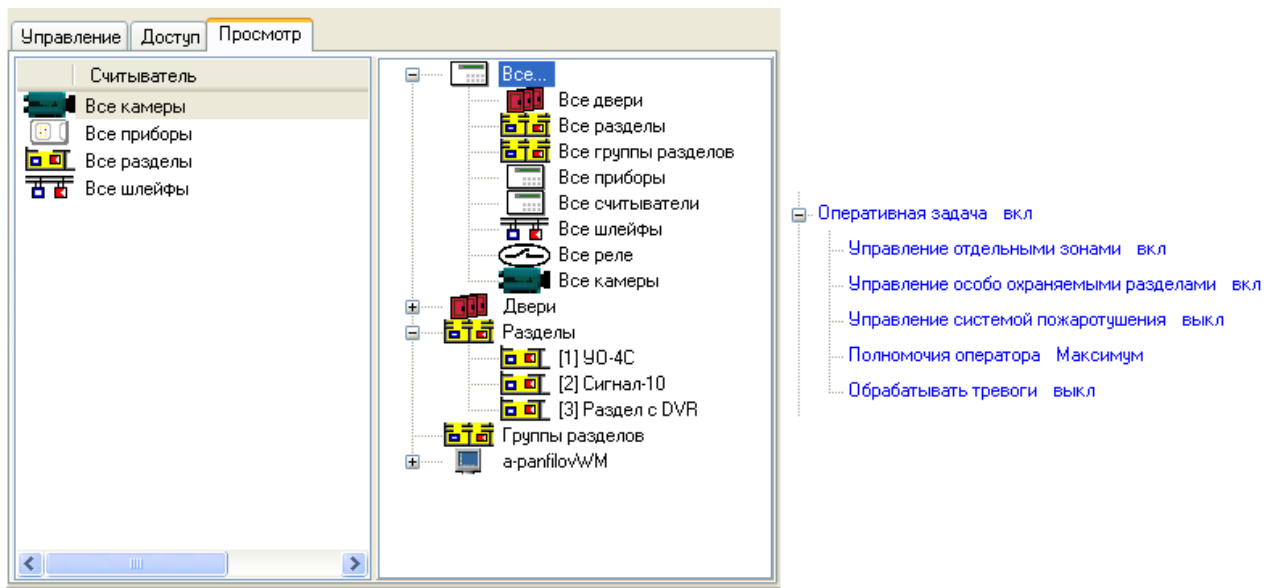 Управление Доступ Просмотр
Считыватель
Все камеры
Все приборы
Все разделы
Все шлейфы
Все...
Все двери
Все разделы
Все группы разделов
Все приборы
Все считыватели
Все шлейфы
Все реле
Все камеры
Двери
Разделы
[1] УО-4С
[2] Сигнал-10
[3] Раздел с DVR
Группы разделов
a-panfilovWM
Оперативная задача вкл
Управление отдельными зонами вкл
Управление особо охраняемыми разделами вкл
Управление системой пожаротушения выкл
Полномочия оператора Максимум
Обрабатывать тревоги выкл